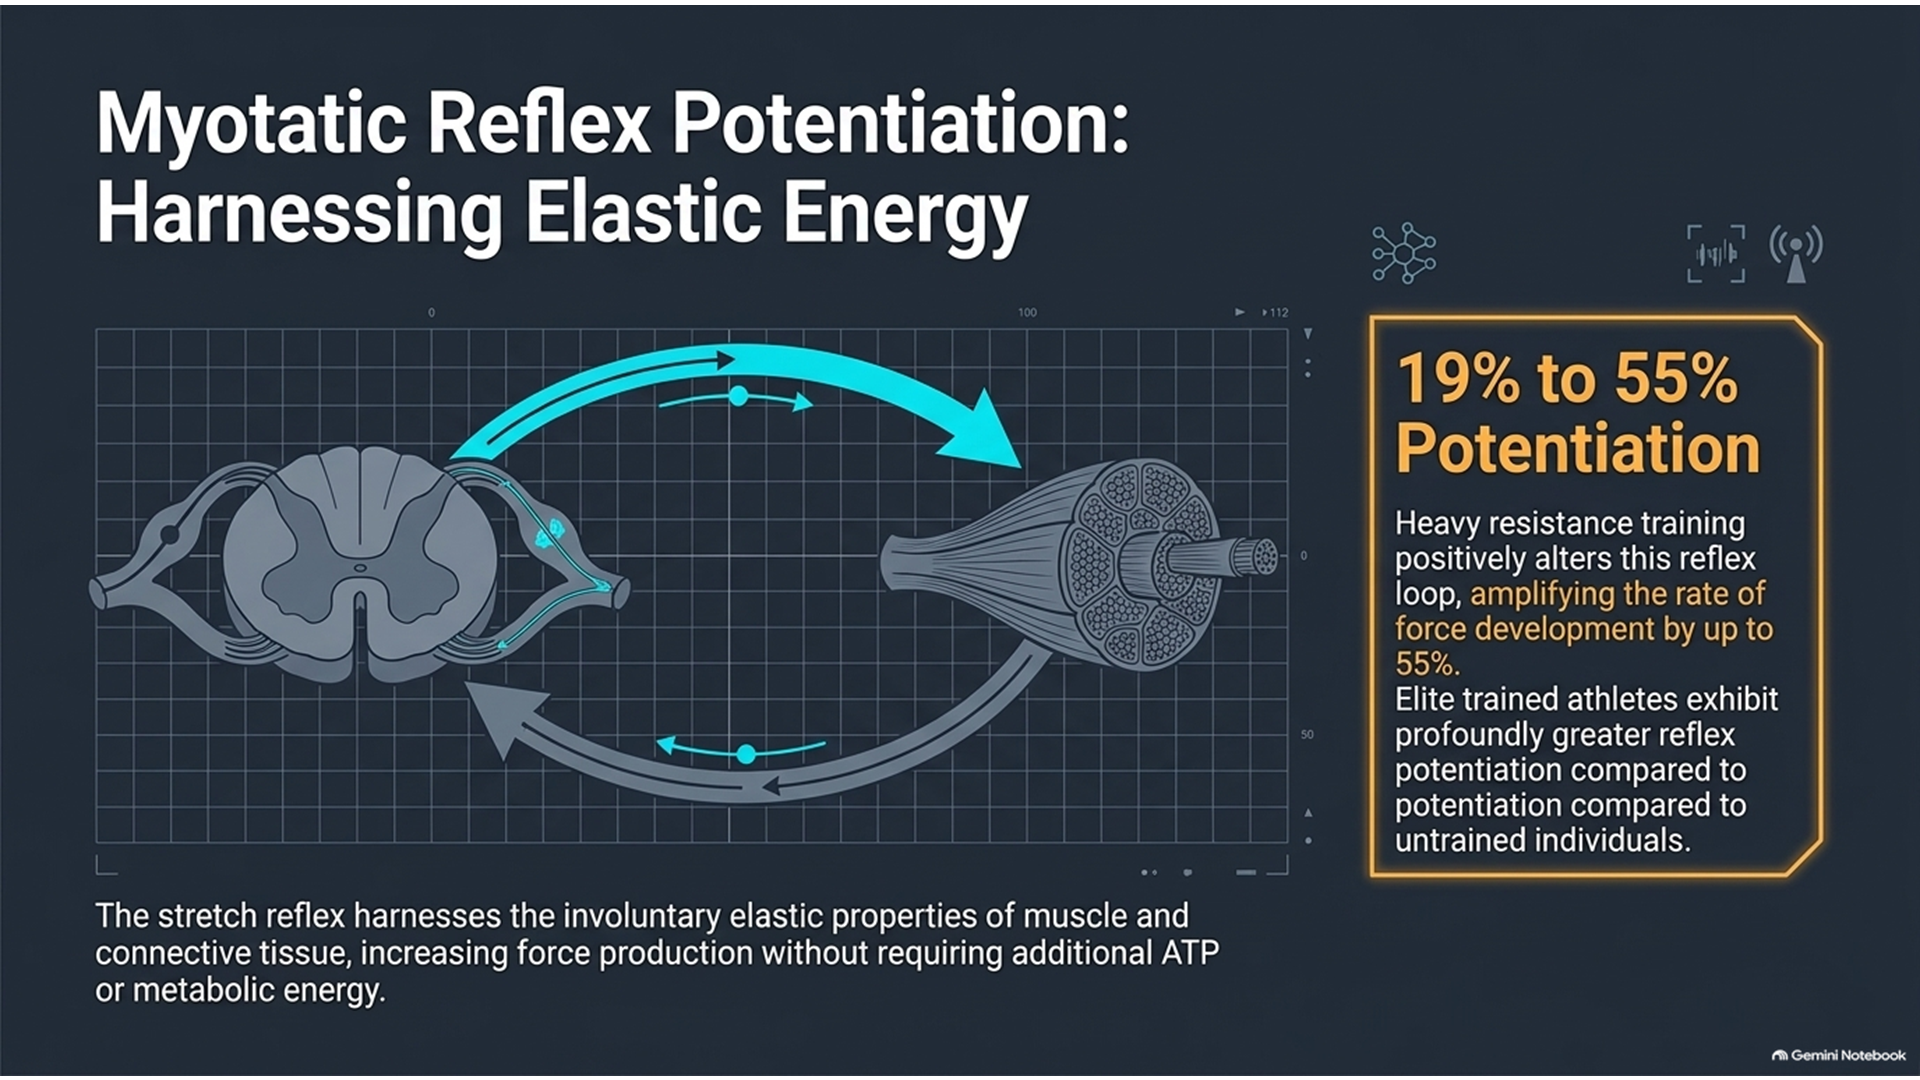 Myotatic Reflex Potentiation:
Harnessing Elastic Energy
0
100
112
0
50
19% to 55%
Potentiation
Heavy resistance training
positively alters this reflex
loop, amplifying the rate of
force development by up to
55%.
Elite trained athletes exhibit
profoundly greater reflex
potentiation compared to
potentiation compared to
untrained individuals.
The stretch reflex harnesses the involuntary elastic properties of muscle and
connective tissue, increasing force production without requiring additional ATP
or metabolic energy.
Gemini Notebook